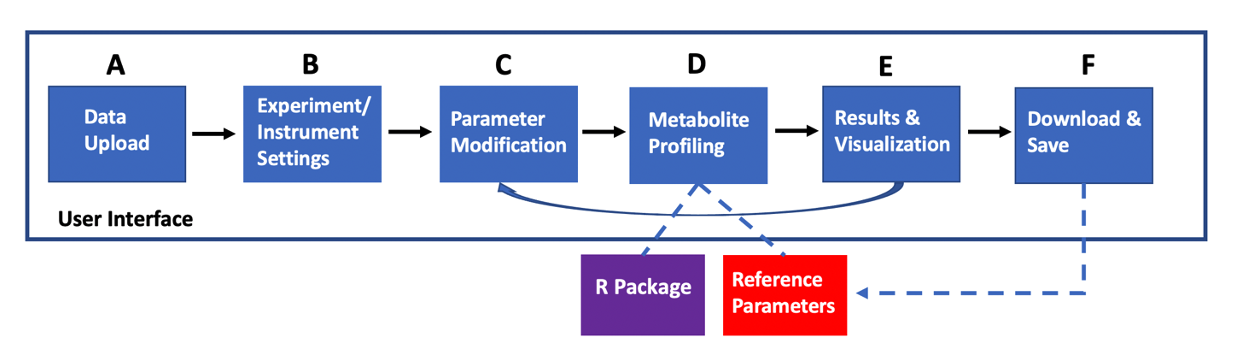 A
B
C
D
E
F
Data
Upload
Experiment/
Instrument
Settings
Parameter
Modification
Metabolite
Profiling
Results &
Visualization
Download &
Save
User Interface
R Package
Reference
Parameters